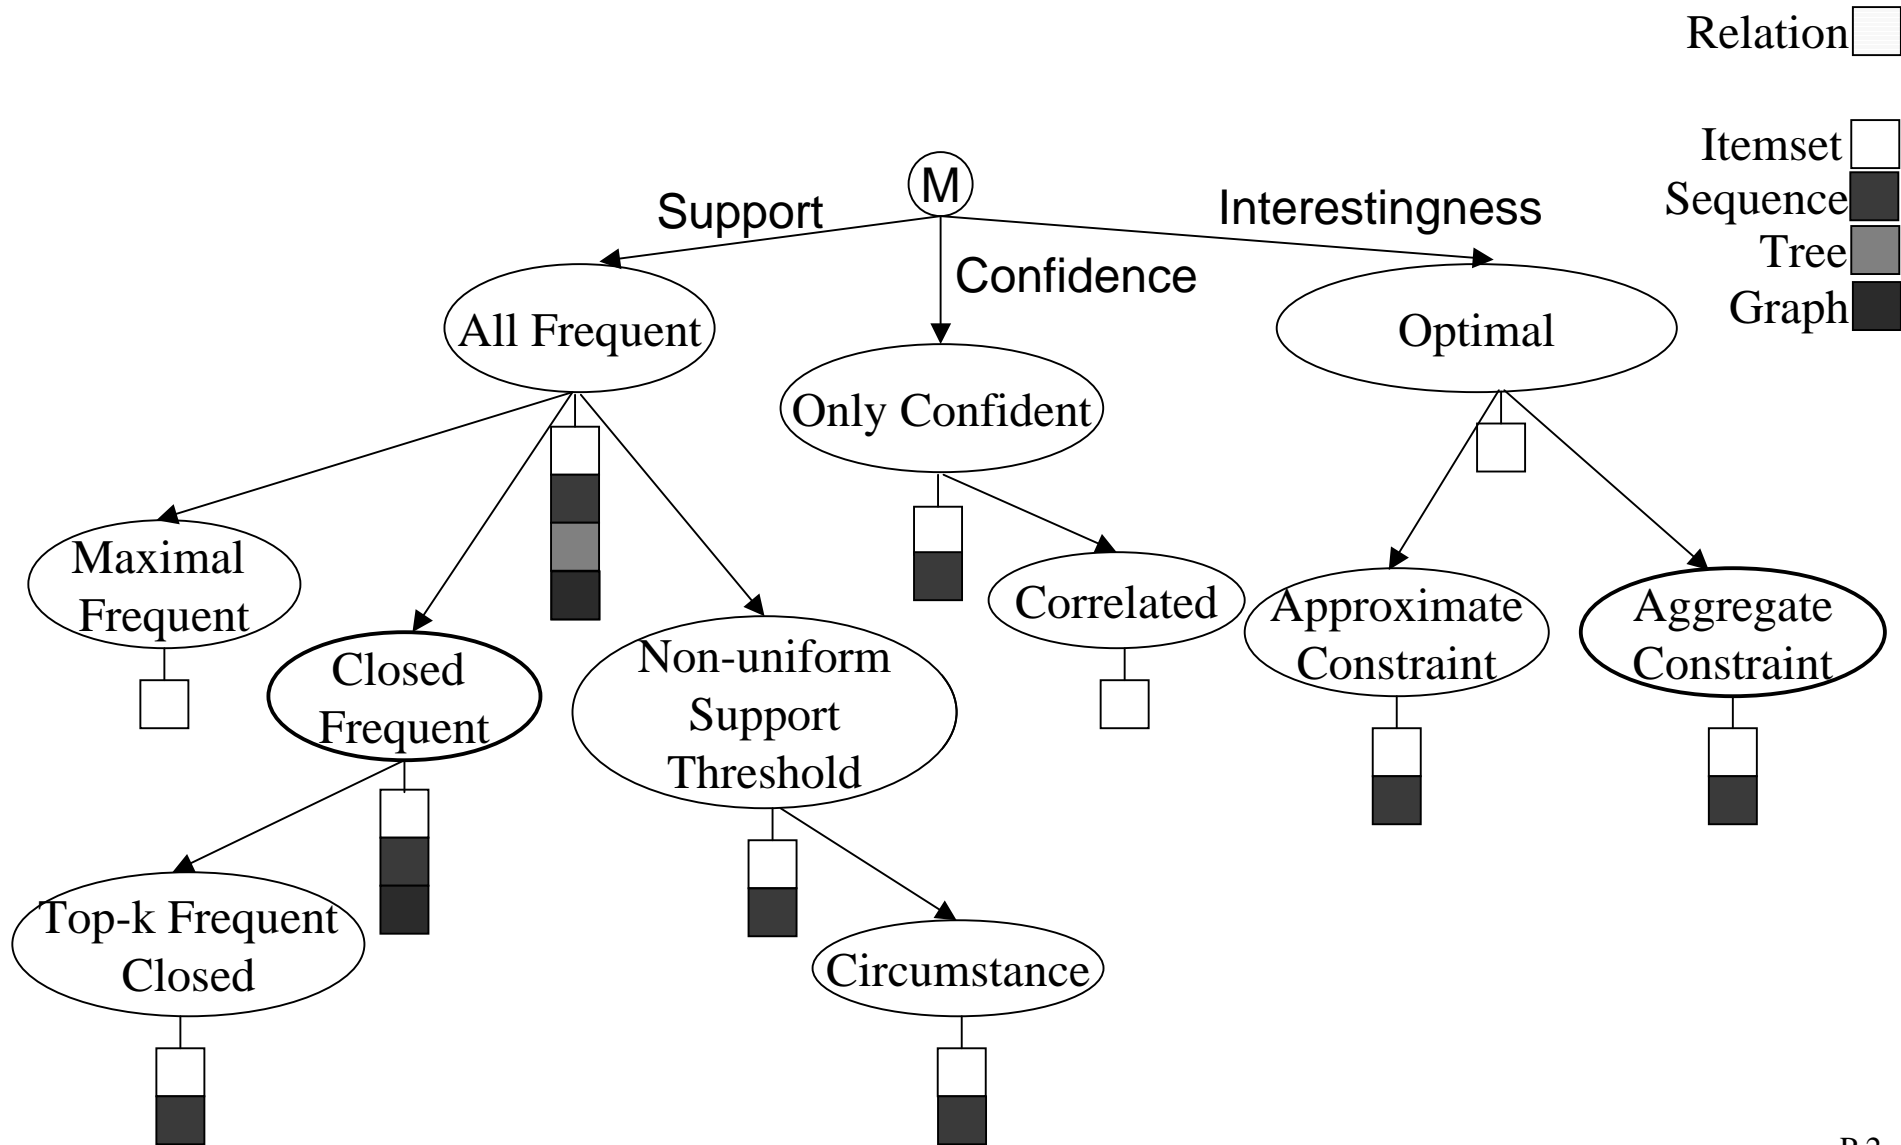 Relation
Itemset
Sequence
Tree
Graph
M
Support
Interestingness
Confidence
All Frequent
Optimal
Only Confident
Maximal
Frequent
Correlated
Approximate
Constraint
Aggregate
Constraint
Closed
Frequent
Non-uniform
Support
Threshold
Top-k Frequent
Closed
Circumstance